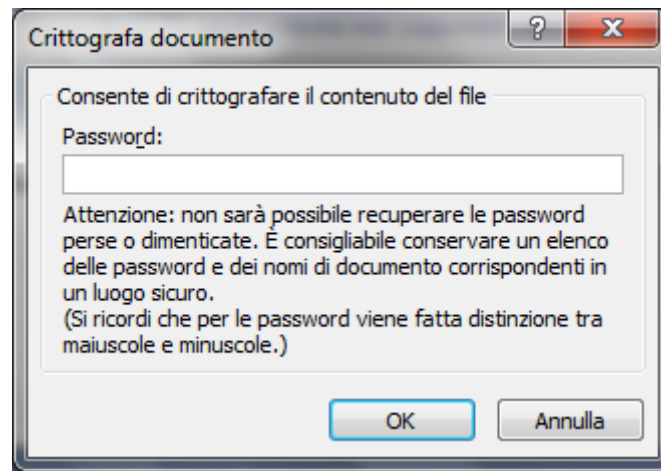 Crittografa documento
Consente di crittografare il contenuto del file
Password:
Attenzione: non sarà possibile recuperare le password
perse o dimenticate. È consigliabile conservare un elenco
delle password e dei nomi di documento corrispondenti in
un luogo sicuro.
(Si ricordi che per le password viene fatta distinzione tra
maiuscole e minuscole.)
OK
Annulla